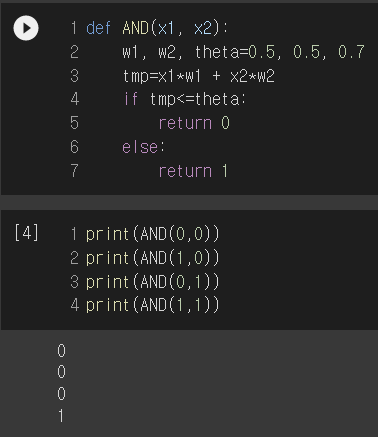 1 def AND(x1, x2):
2     w1, w2, theta=0.5, 0.5, 0.7
3     tmp=x1*w1 + x2*w2
4     if tmp<=theta:
5         return 0
6     else:
7         return 1
[4] 1 print(AND(0,0))
2 print(AND(1,0))
3 print(AND(0,1))
4 print(AND(1,1))
0
0
0
1